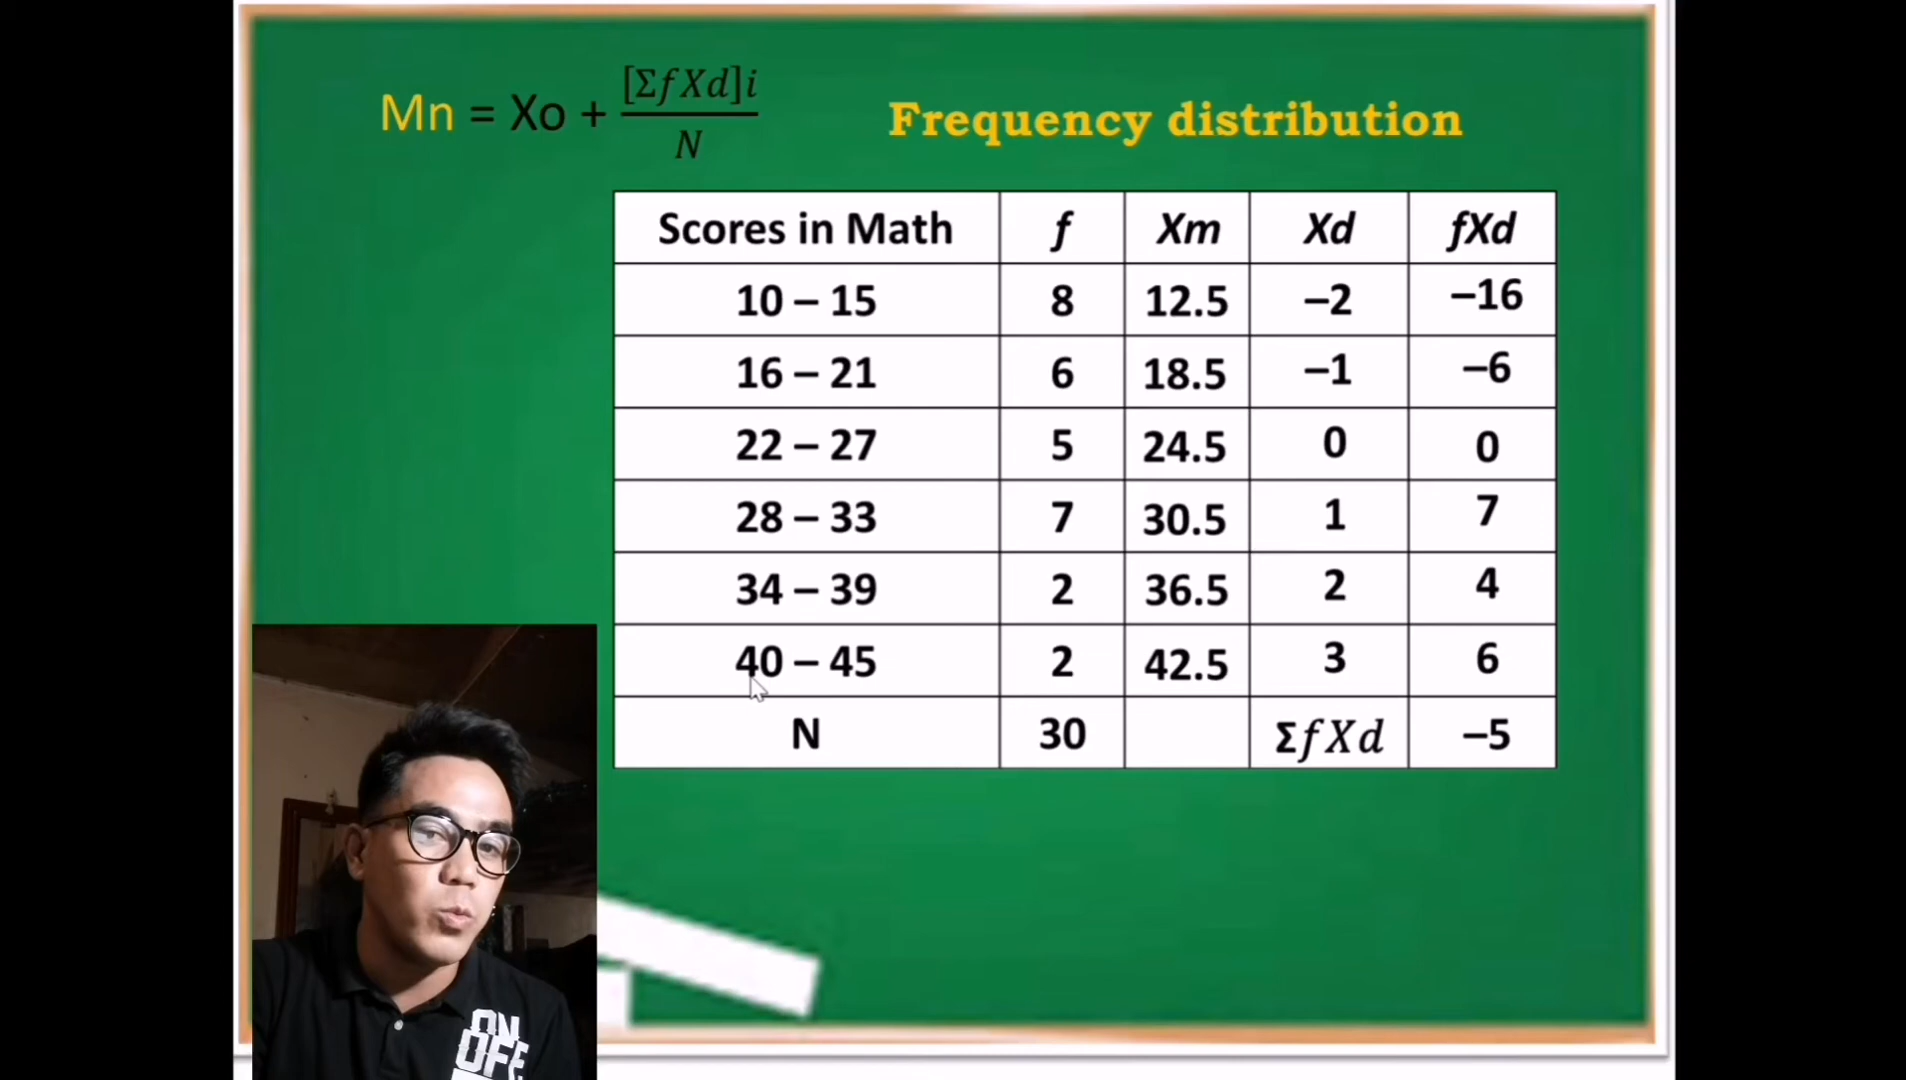 Mn = Xo + [ΣfXd]i / N
Frequency distribution
Scores in Math f Xm Xd fXd
10 – 15 8 12.5 –2 –16
16 – 21 6 18.5 –1 –6
22 – 27 5 24.5 0 0
28 – 33 7 30.5 1 7
34 – 39 2 36.5 2 4
40 – 45 2 42.5 3 6
N 30 ΣfXd –5
ON
OFF